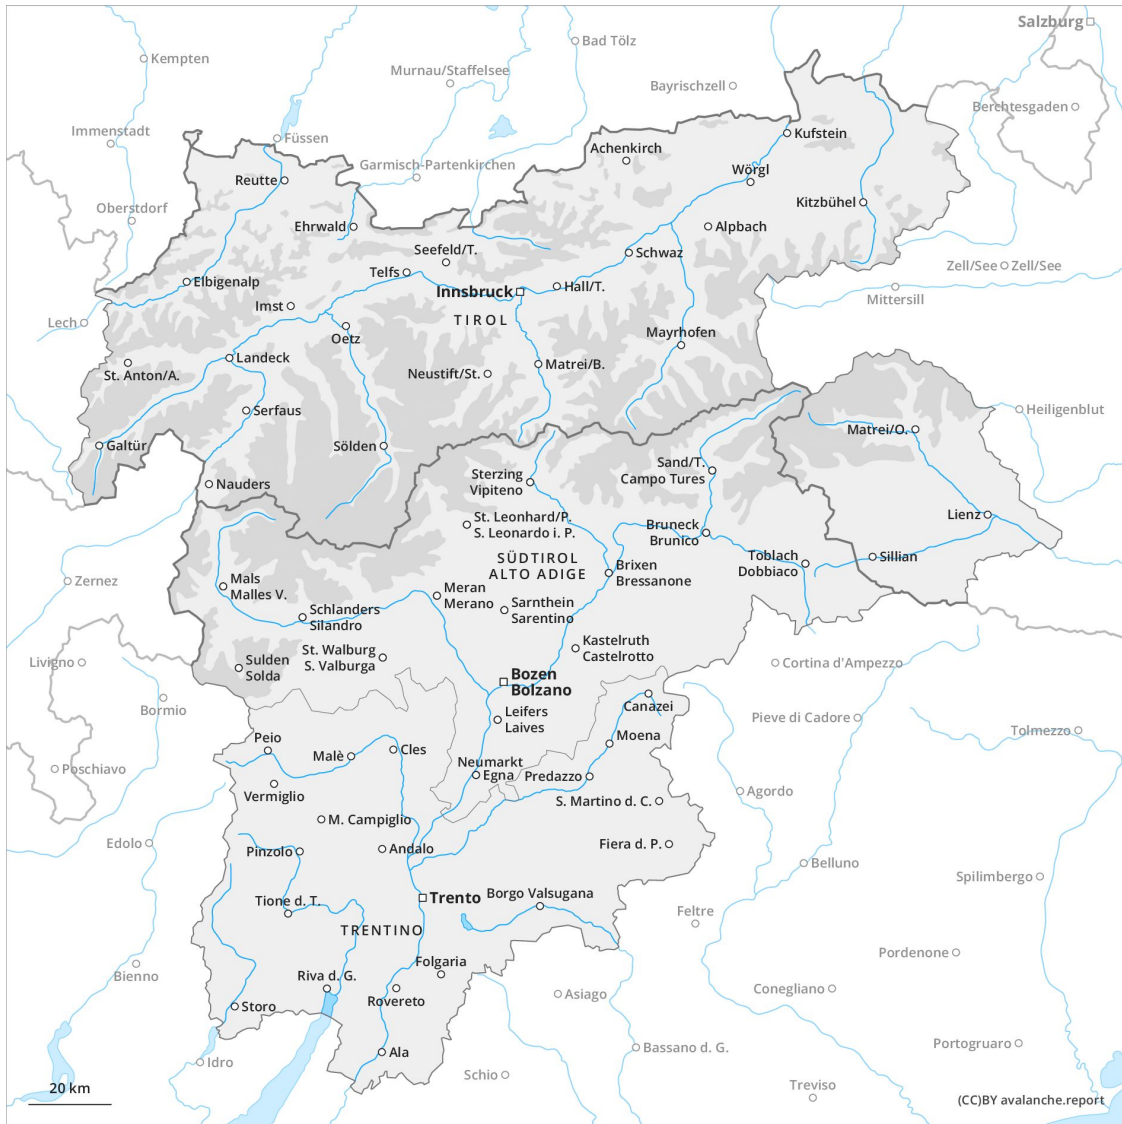 Salzburg
Bad Tölz
Kempten
Murnau/Staffelsee
Bayrischzell
Berchtesgaden
Immenstadt
Füssen
Kufstein
Achenkirch
Garmisch-Partenkirchen
Wörgl
Reutte
Kitzbühel
Oberstdorf
Ehrwald
Alpbach
Seefeld/T.
Schwaz
Telfs
Zell/See
Zell/See
Elbigenalp
Hall/T.
Innsbruck
Mittersill
Imst
TIROL
Lech
Mayrhofen
Oetz
Landeck
Matrei/B.
St. Anton/A.
Neustift/St.
Serfaus
Heiligenblut
Matrei/O.
Galtür
Sölden
Sand/T.
Campo Tures
Sterzing
Vipiteno
Nauders
St. Leonhard/P.
S. Leonardo i. P.
Lienz
Bruneck
Brunico
SÜDTIROL
ALTO ADIGE
Toblach
Dobbiaco
Sillian
Brixen
Bressanone
Zernez
Mals
Malles V.
Meran
Merano
Sarnthein
Sarentino
Schlanders
Silandro
Kastelruth
Castelrotto
St. Walburg
S. Valburga
Livigno
Sulden
Solda
Cortina d'Ampezzo
Bozen
Bolzano
Bormio
Canazei
Leifers
Laives
Pieve di Cadore
Tolmezzo
Peio
Moena
Malè
Cles
Neumarkt
Egna
Predazzo
Poschiavo
Vermiglio
Agordo
S. Martino d. C.
M. Campiglio
Edolo
Fiera d. P.
Pinzolo
Andalo
Belluno
Spilimbergo
Trento
Borgo Valsugana
Tione d. T.
Feltre
TRENTINO
Pordenone
Folgaria
Bienno
Riva d. G.
Conegliano
Asiago
Rovereto
Storo
Portogruaro
Bassano d. G.
Ala
Idro
Schio
Treviso
20 km
(CC)BY avalanche.report